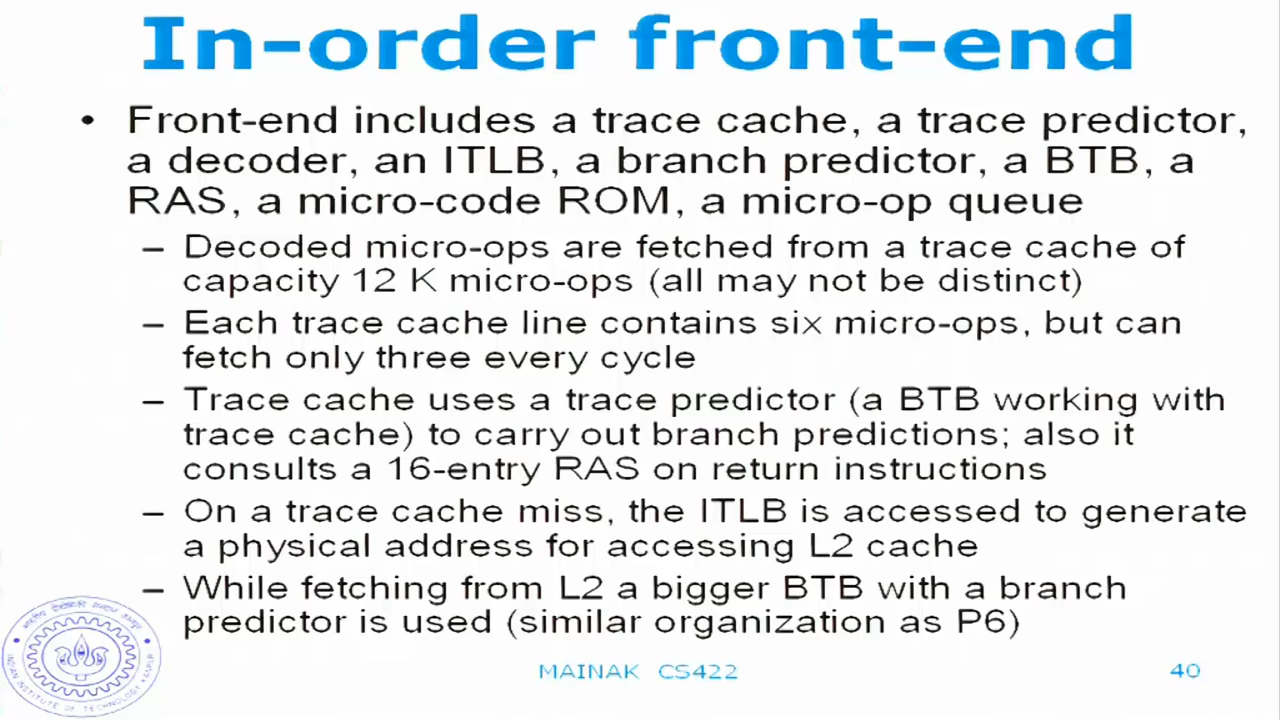 In-order front-end
• Front-end includes a trace cache, a trace predictor,
a decoder, an ITLB, a branch predictor, a BTB, a
RAS, a micro-code ROM, a micro-op queue
– Decoded micro-ops are fetched from a trace cache of
capacity 12 K micro-ops (all may not be distinct)
– Each trace cache line contains six micro-ops, but can
fetch only three every cycle
– Trace cache uses a trace predictor (a BTB working with
trace cache) to carry out branch predictions; also it
consults a 16-entry RAS on return instructions
– On a trace cache miss, the ITLB is accessed to generate
a physical address for accessing L2 cache
– While fetching from L2 a bigger BTB with a branch
predictor is used (similar organization as P6)
INDIAN INSTITUTE OF TECHNOLOGY KANPUR
MAINAK CS422
40